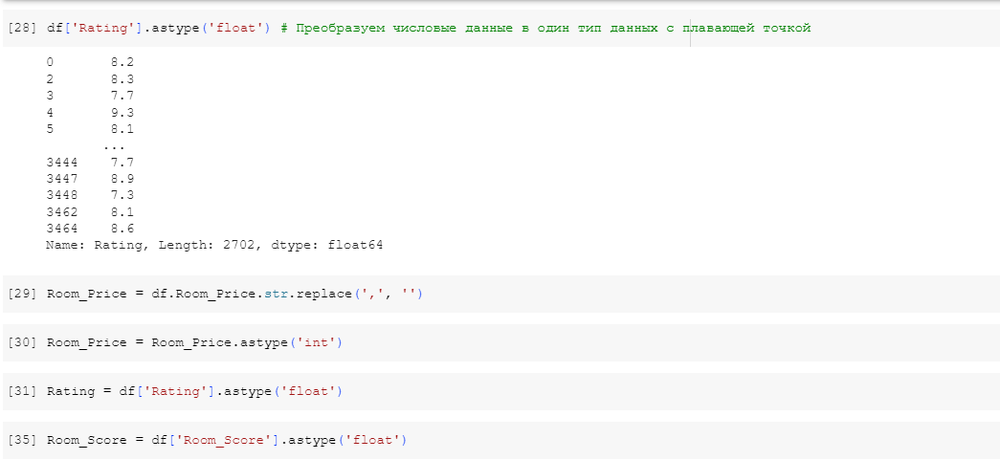 [28] df['Rating'].astype('float') # Преобразуем числовые данные в один тип данных с плавающей точкой
0 8.2
2 8.3
3 7.7
4 9.3
5 8.1
...
3444 7.7
3447 8.9
3448 7.3
3462 8.1
3464 8.6
Name: Rating, Length: 2702, dtype: float64
[29] Room_Price = df.Room_Price.str.replace(',', '')
[30] Room_Price = Room_Price.astype('int')
[31] Rating = df['Rating'].astype('float')
[35] Room_Score = df['Room_Score'].astype('float')